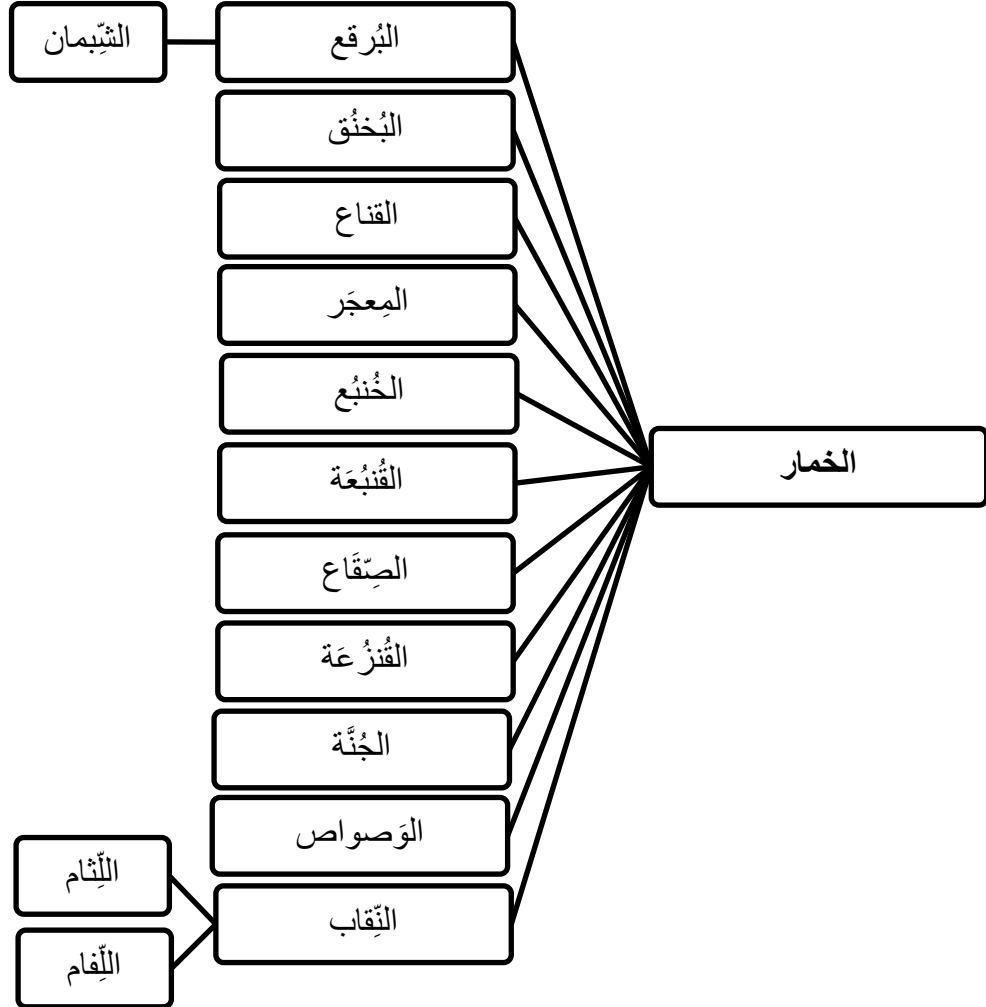 الخمار
البُرقع
الشِّبمان
البُخنُق
القناع
المِعجَر
الخُنبُع
القُنبُعَة
الصِّقَاع
القُنزُعَة
الجُنَّة
الوَصواص
النِّقاب
اللِّثام
اللِّفام